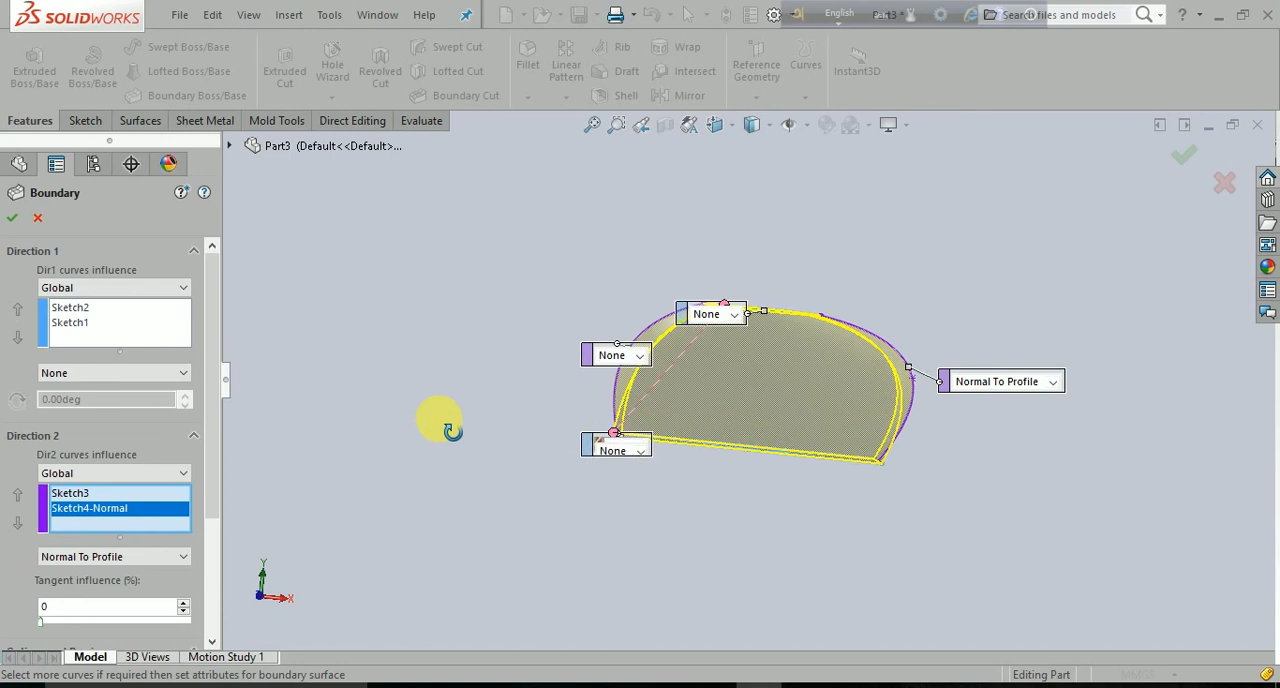 SOLIDWORKS
File Edit View Insert Tools Window Help
English
Part3 *
Search files and models
?
Extruded Boss/Base
Revolved Boss/Base
Swept Boss/Base
Lofted Boss/Base
Boundary Boss/Base
Extruded Cut
Hole Wizard
Revolved Cut
Swept Cut
Lofted Cut
Boundary Cut
Fillet
Linear Pattern
Rib
Draft
Shell
Wrap
Intersect
Mirror
Reference Geometry
Curves
Instant3D
Features Sketch Surfaces Sheet Metal Mold Tools Direct Editing Evaluate
Part3 (Default<<Default>...
Boundary
Direction 1
Dir1 curves influence
Global
Sketch2
Sketch1
None
0.00deg
Direction 2
Dir2 curves influence
Global
Sketch3
Sketch4-Normal
Normal To Profile
Tangent influence (%):
0
None
None
Normal To Profile
None
Y
X
Model 3D Views Motion Study 1
Select more curves if required then set attributes for boundary surface
Editing Part